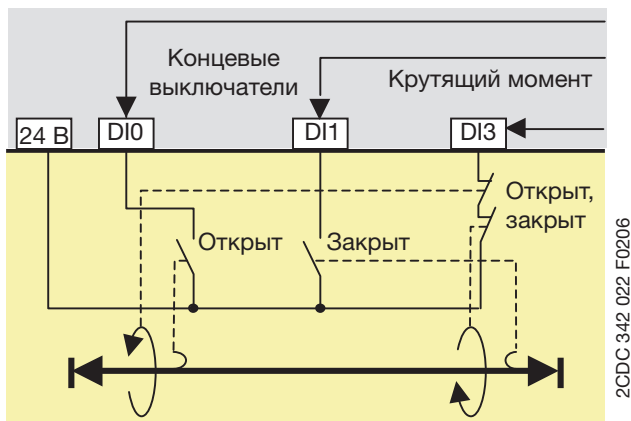 Концевые
выключатели
Крутящий момент
24 В
DI0
DI1
DI3
Открыт
Закрыт
Открыт,
закрыт
2CDC 342 022 F0206